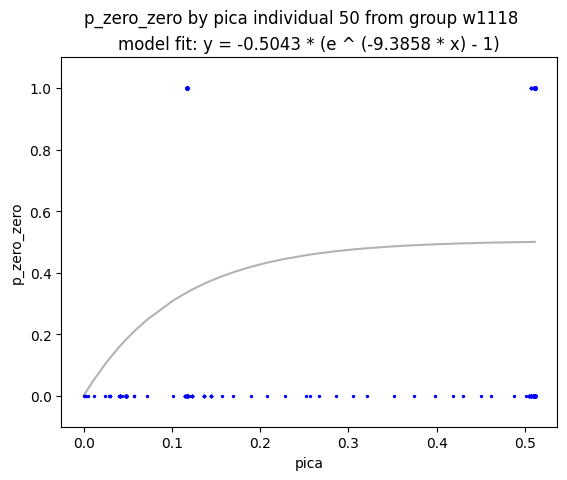 p_zero_zero by pica individual 50 from group w1118
model fit: y = -0.5043 * (e ^ (-9.3858 * x) - 1)
1.0
0.8
0.6
0.4
0.2
0.0
p_zero_zero
0.0 0.1 0.2 0.3 0.4 0.5
pica